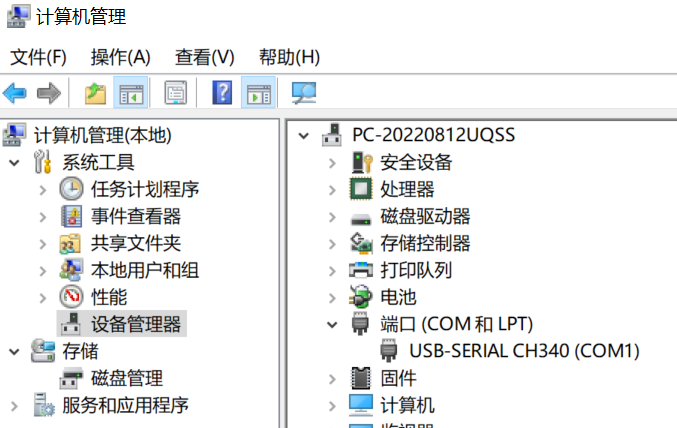 计算机管理
文件(F) 操作(A) 查看(V) 帮助(H)
计算机管理(本地)
系统工具
任务计划程序
事件查看器
共享文件夹
本地用户和组
性能
设备管理器
存储
磁盘管理
服务和应用程序
PC-20220812UQSS
安全设备
处理器
磁盘驱动器
存储控制器
打印队列
电池
端口 (COM 和 LPT)
USB-SERIAL CH340 (COM1)
固件
计算机
监视器